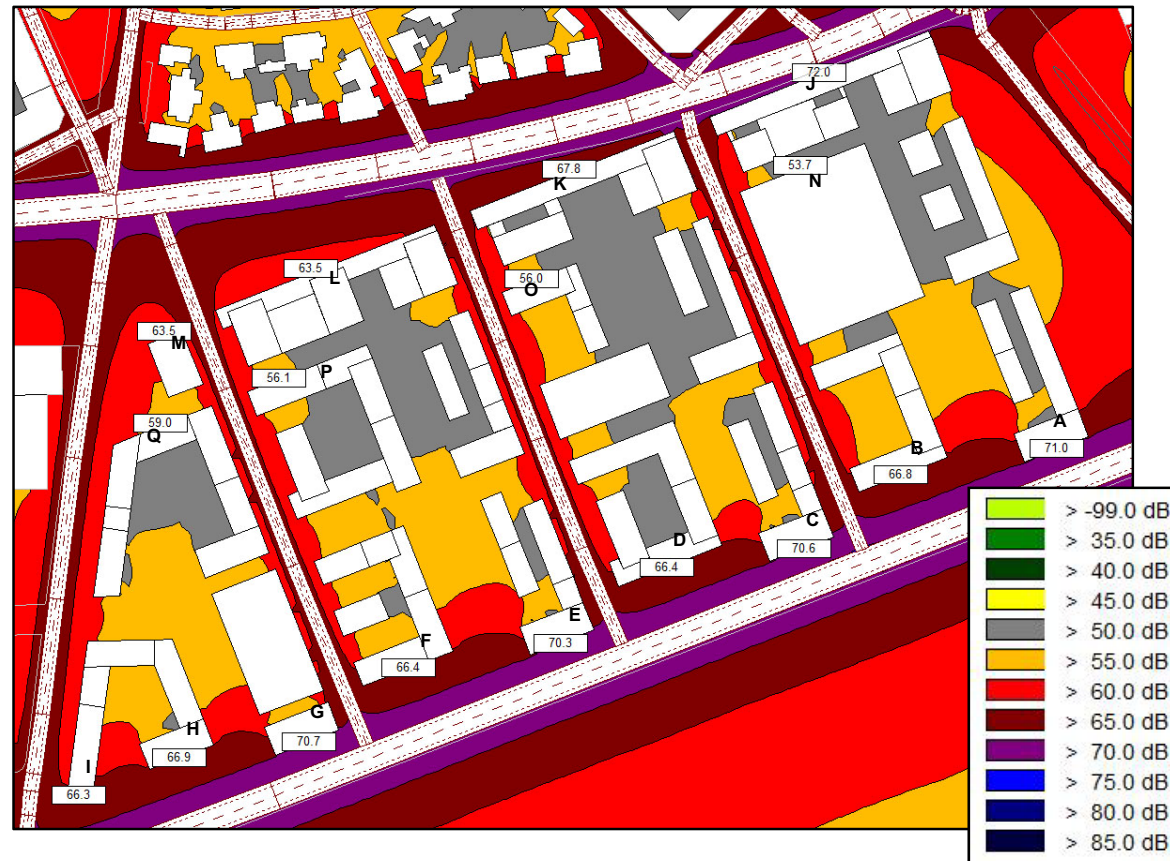 72.0
J
67.8
K
53.7
N
63.5
L
56.0
O
63.5
M
56.1
P
59.0
Q
A
71.0
B
66.8
C
70.6
D
66.4
E
70.3
F
66.4
G
70.7
H
66.9
I
66.3
> -99.0 dB
> 35.0 dB
> 40.0 dB
> 45.0 dB
> 50.0 dB
> 55.0 dB
> 60.0 dB
> 65.0 dB
> 70.0 dB
> 75.0 dB
> 80.0 dB
> 85.0 dB